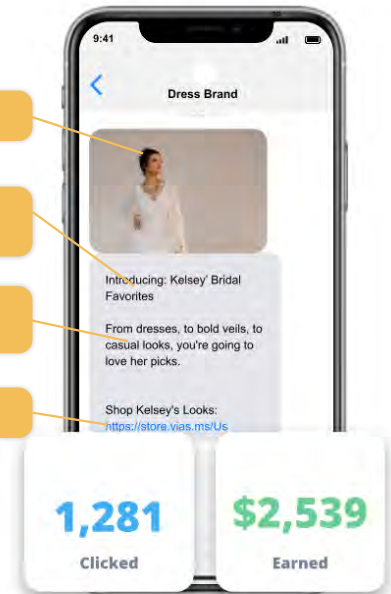 9:41
Dress Brand
Introducing: Kelsey' Bridal
Favorites
From dresses, to bold veils, to
casual looks, you're going to
love her picks.
Shop Kelsey's Looks:
https://store.vias.ms/Us
1,281
Clicked
$2,539
Earned